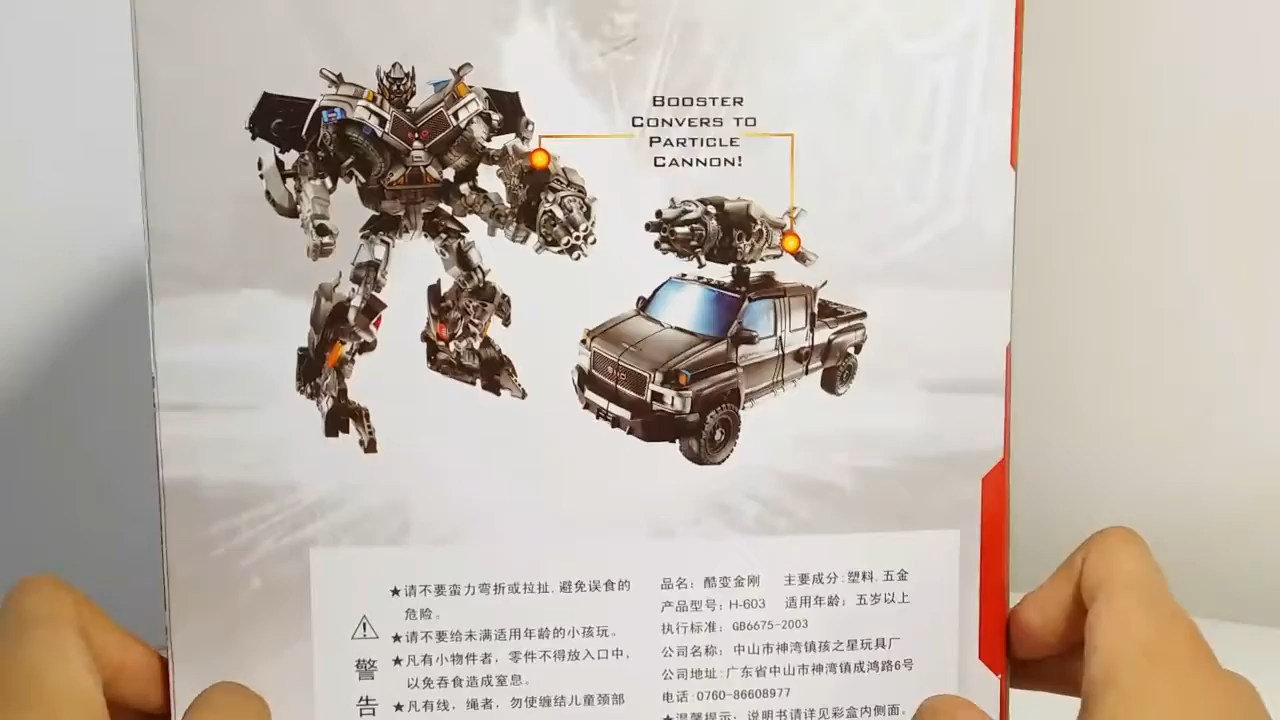 BOOSTER
CONVERS TO
PARTICLE
CANNON!
GMC
警
告
★请不要蛮力弯折或拉扯,避免误食的
危险。
★请不要给未满适用年龄的小孩玩。
★凡有小物件者,零件不得放入口中,
以免吞食造成窒息。
★凡有线,绳者,勿使缠结儿童颈部
品名:酷变金刚 主要成分:塑料.五金
产品型号:H-603 适用年龄:五岁以上
执行标准:GB6675-2003
公司名称:中山市神湾镇孩之星玩具厂
公司地址:广东省中山市神湾镇成鸿路6号
电话:0760-86608977
★温馨提示:说明书请详见彩盒内侧面。